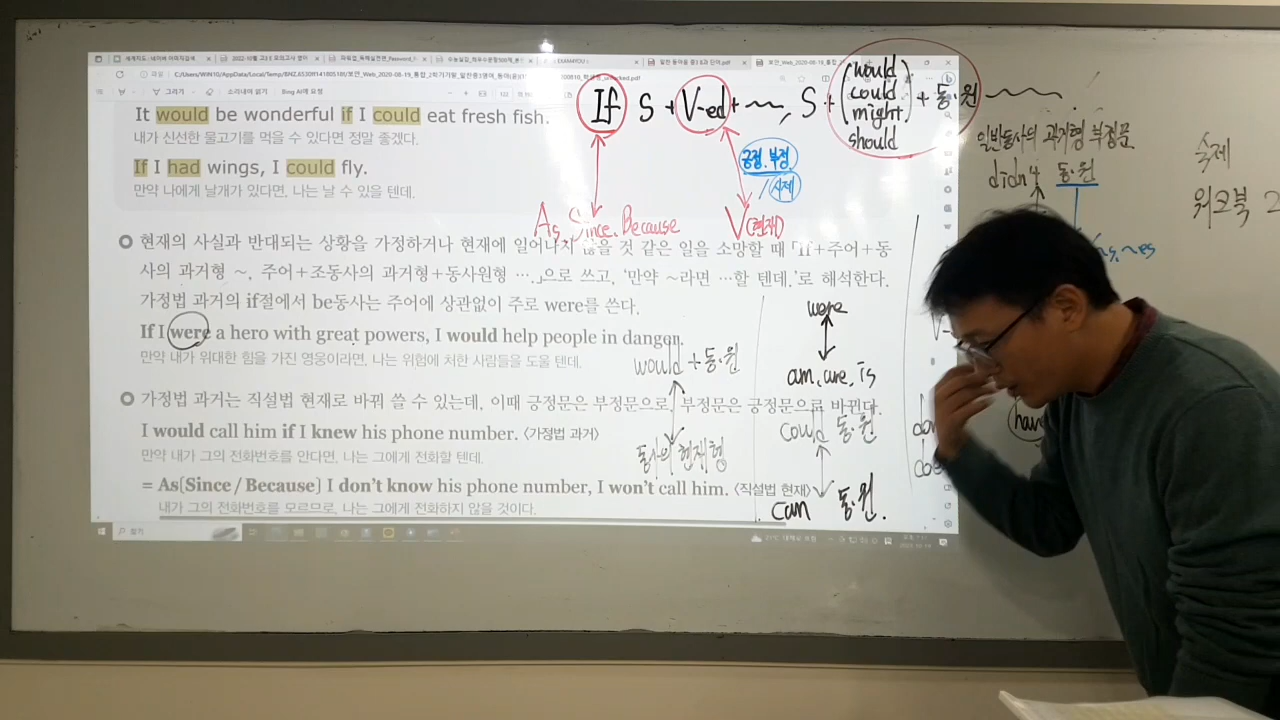 It would be wonderful if I could eat fresh fish.
내가 신선한 물고기를 먹을 수 있다면 정말 좋겠다.
If I had wings, I could fly.
만약 나에게 날개가 있다면, 나는 날 수 있을 텐데.
If S + V-ed + ~~, S + (would could might should) + 동·원
긍정·부정
/ 시제
As, Since, Because
V(현재)
일반동사의 과거형 부정문
didn't 동·원
숙제
워크북 2
현재의 사실과 반대되는 상황을 가정하거나 현재에 일어나지 않을 것 같은 일을 소망할 때 「If+주어+동
사의 과거형 ~, 주어+조동사의 과거형+동사원형 ….」으로 쓰고, '만약 ~라면 …할 텐데.'로 해석한다.
가정법 과거의 if절에서 be동사는 주어에 상관없이 주로 were를 쓴다.
If I were a hero with great powers, I would help people in danger.
만약 내가 위대한 힘을 가진 영웅이라면, 나는 위험에 처한 사람들을 도울 텐데.
would + 동·원
동사의 현재형
were
am, are, is
could 동·원
can 동·원.
가정법 과거는 직설법 현재로 바꿔 쓸 수 있는데, 이때 긍정문은 부정문으로, 부정문은 긍정문으로 바뀐다.
I would call him if I knew his phone number. 〈가정법 과거〉
만약 내가 그의 전화번호를 안다면, 나는 그에게 전화할 텐데.
= As(Since / Because) I don't know his phone number, I won't call him. 〈직설법 현재〉
내가 그의 전화번호를 모르므로, 나는 그에게 전화하지 않을 것이다.